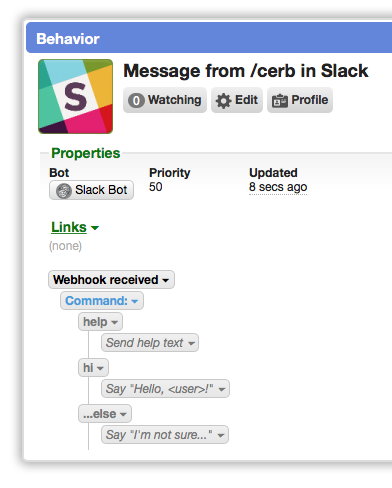 Behavior
S
Message from /cerb in Slack
0 Watching Edit Profile
Properties
Bot Priority Updated
Slack Bot 50 8 secs ago
Links
(none)
Webhook received
Command:
help
Send help text
hi
Say "Hello, <user>!"
...else
Say "I'm not sure..."